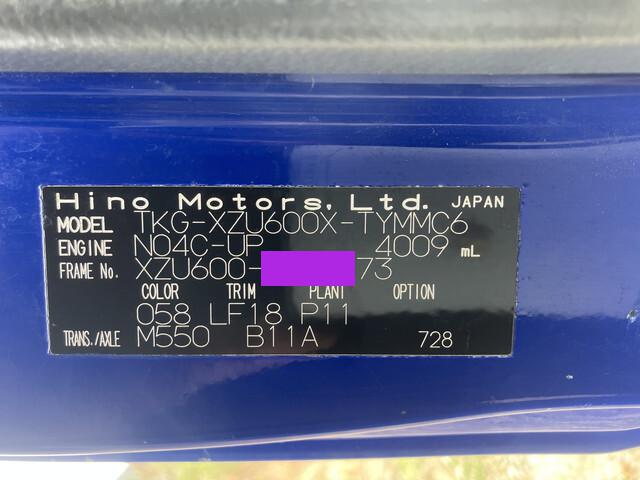 Hino Motors, Ltd. JAPAN
MODEL TKG-XZU600X-TYMMC6
ENGINE N04C-UP 4009 mL
FRAME No. XZU600- 73
COLOR TRIM PLANT OPTION
058 LF18 P11
TRANS./AXLE M550 B11A 728